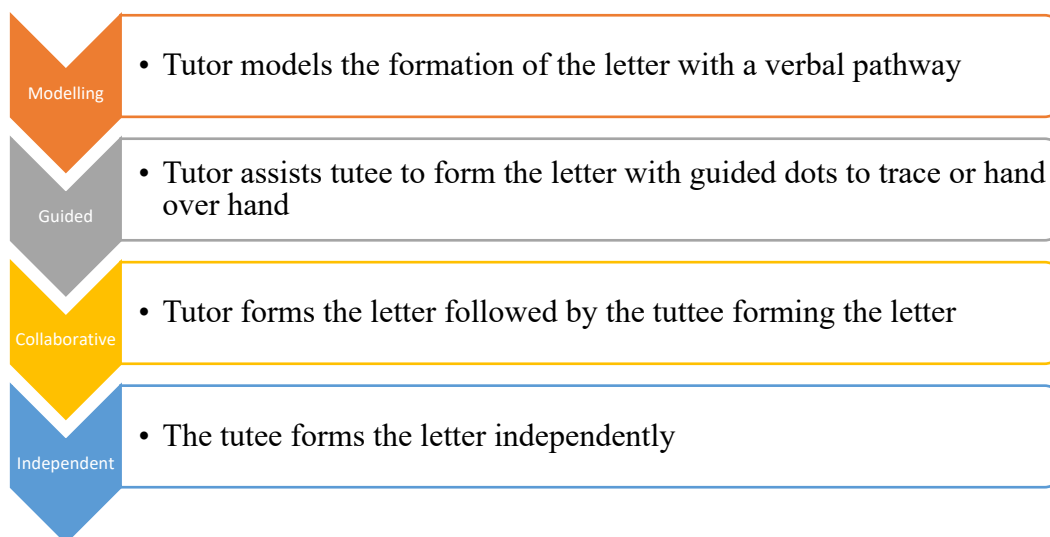 Modelling
• Tutor models the formation of the letter with a verbal pathway
Guided
• Tutor assists tutee to form the letter with guided dots to trace or hand
over hand
Collaborative
• Tutor forms the letter followed by the tuttee forming the letter
Independent
• The tutee forms the letter independently